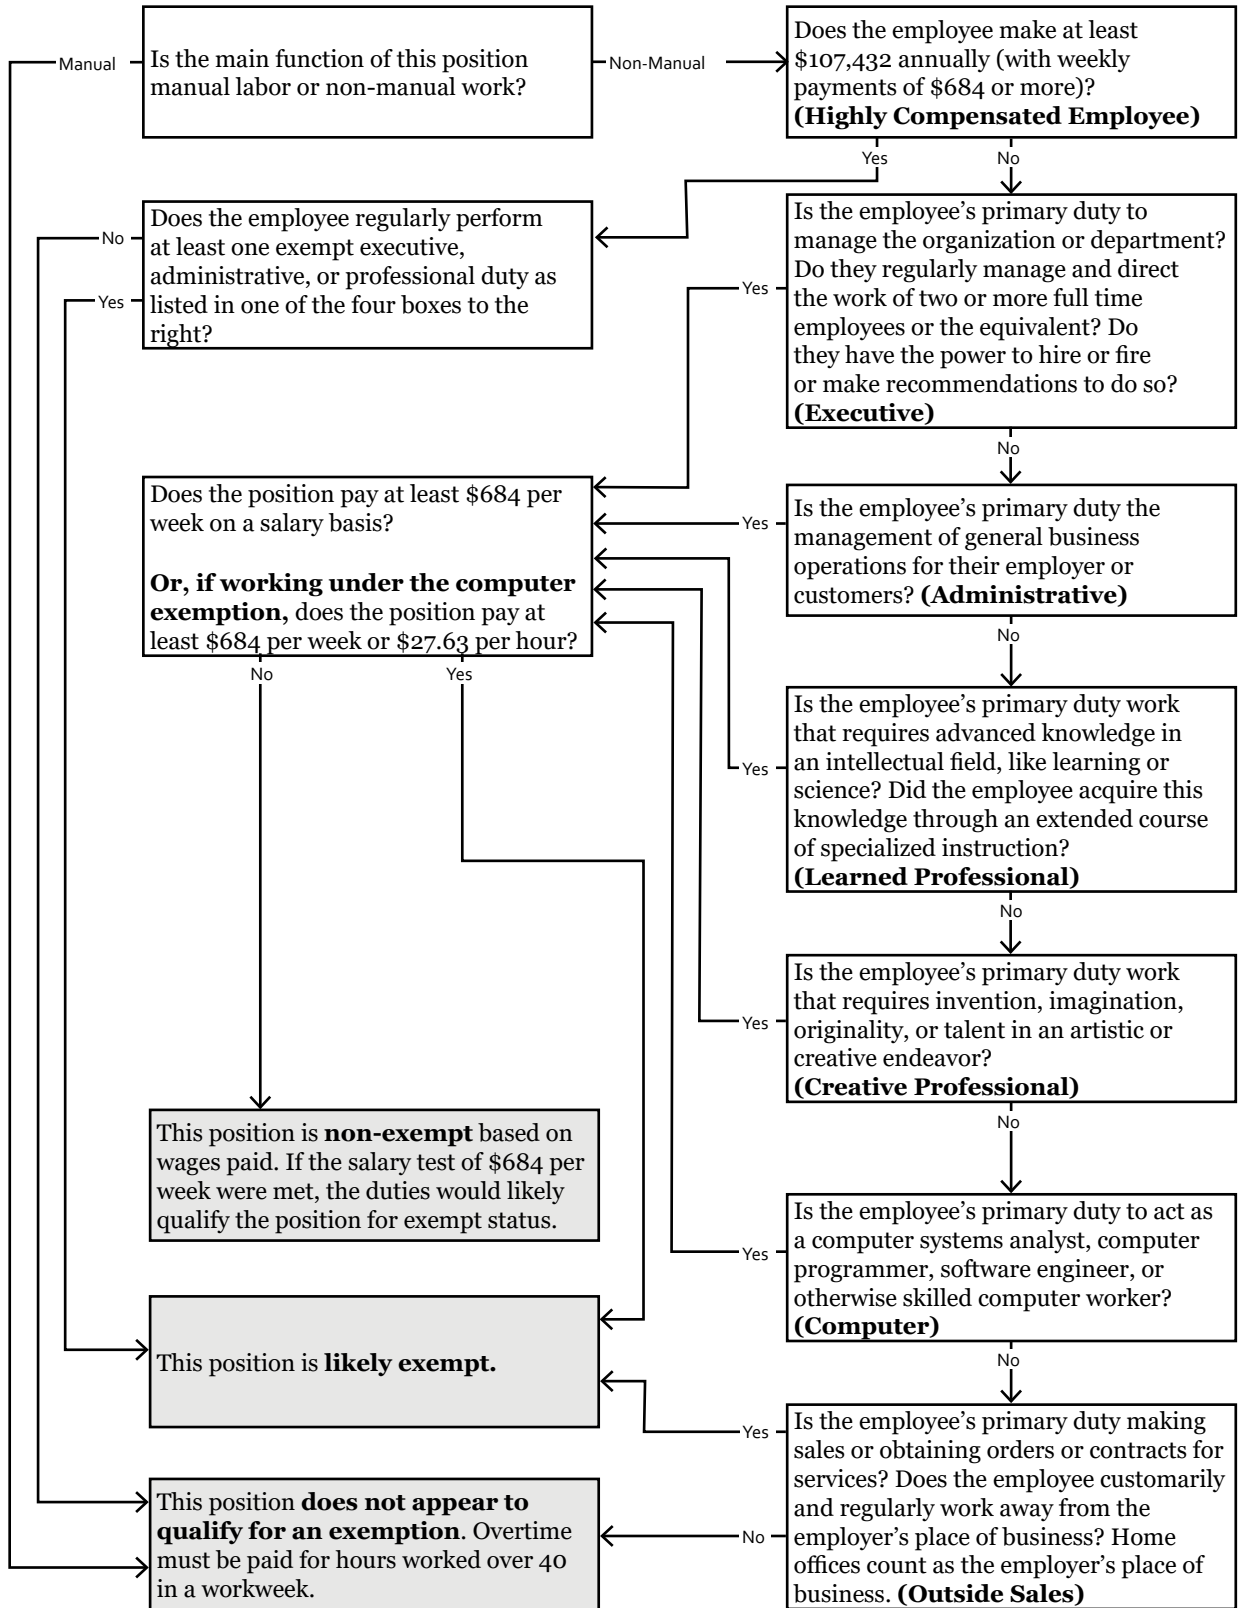 Manual
Is the main function of this position
manual labor or non-manual work?
Non-Manual
Does the employee make at least
$107,432 annually (with weekly
payments of $684 or more)?
(Highly Compensated Employee)
Yes
No
Does the employee regularly perform
at least one exempt executive,
administrative, or professional duty as
listed in one of the four boxes to the
right?
No
Yes
Is the employee’s primary duty to
manage the organization or department?
Do they regularly manage and direct
the work of two or more full time
employees or the equivalent? Do
they have the power to hire or fire
or make recommendations to do so?
(Executive)
Yes
No
Does the position pay at least $684 per
week on a salary basis?
Or, if working under the computer
exemption, does the position pay at
least $684 per week or $27.63 per hour?
No
Yes
Is the employee’s primary duty the
management of general business
operations for their employer or
customers? (Administrative)
Yes
No
Is the employee’s primary duty work
that requires advanced knowledge in
an intellectual field, like learning or
science? Did the employee acquire this
knowledge through an extended course
of specialized instruction?
(Learned Professional)
Yes
No
Is the employee’s primary duty work
that requires invention, imagination,
originality, or talent in an artistic or
creative endeavor?
(Creative Professional)
Yes
No
This position is non-exempt based on
wages paid. If the salary test of $684 per
week were met, the duties would likely
qualify the position for exempt status.
Is the employee’s primary duty to act as
a computer systems analyst, computer
programmer, software engineer, or
otherwise skilled computer worker?
(Computer)
Yes
No
This position is likely exempt.
Is the employee’s primary duty making
sales or obtaining orders or contracts for
services? Does the employee customarily
and regularly work away from the
employer’s place of business? Home
offices count as the employer’s place of
business. (Outside Sales)
Yes
No
This position does not appear to
qualify for an exemption. Overtime
must be paid for hours worked over 40
in a workweek.